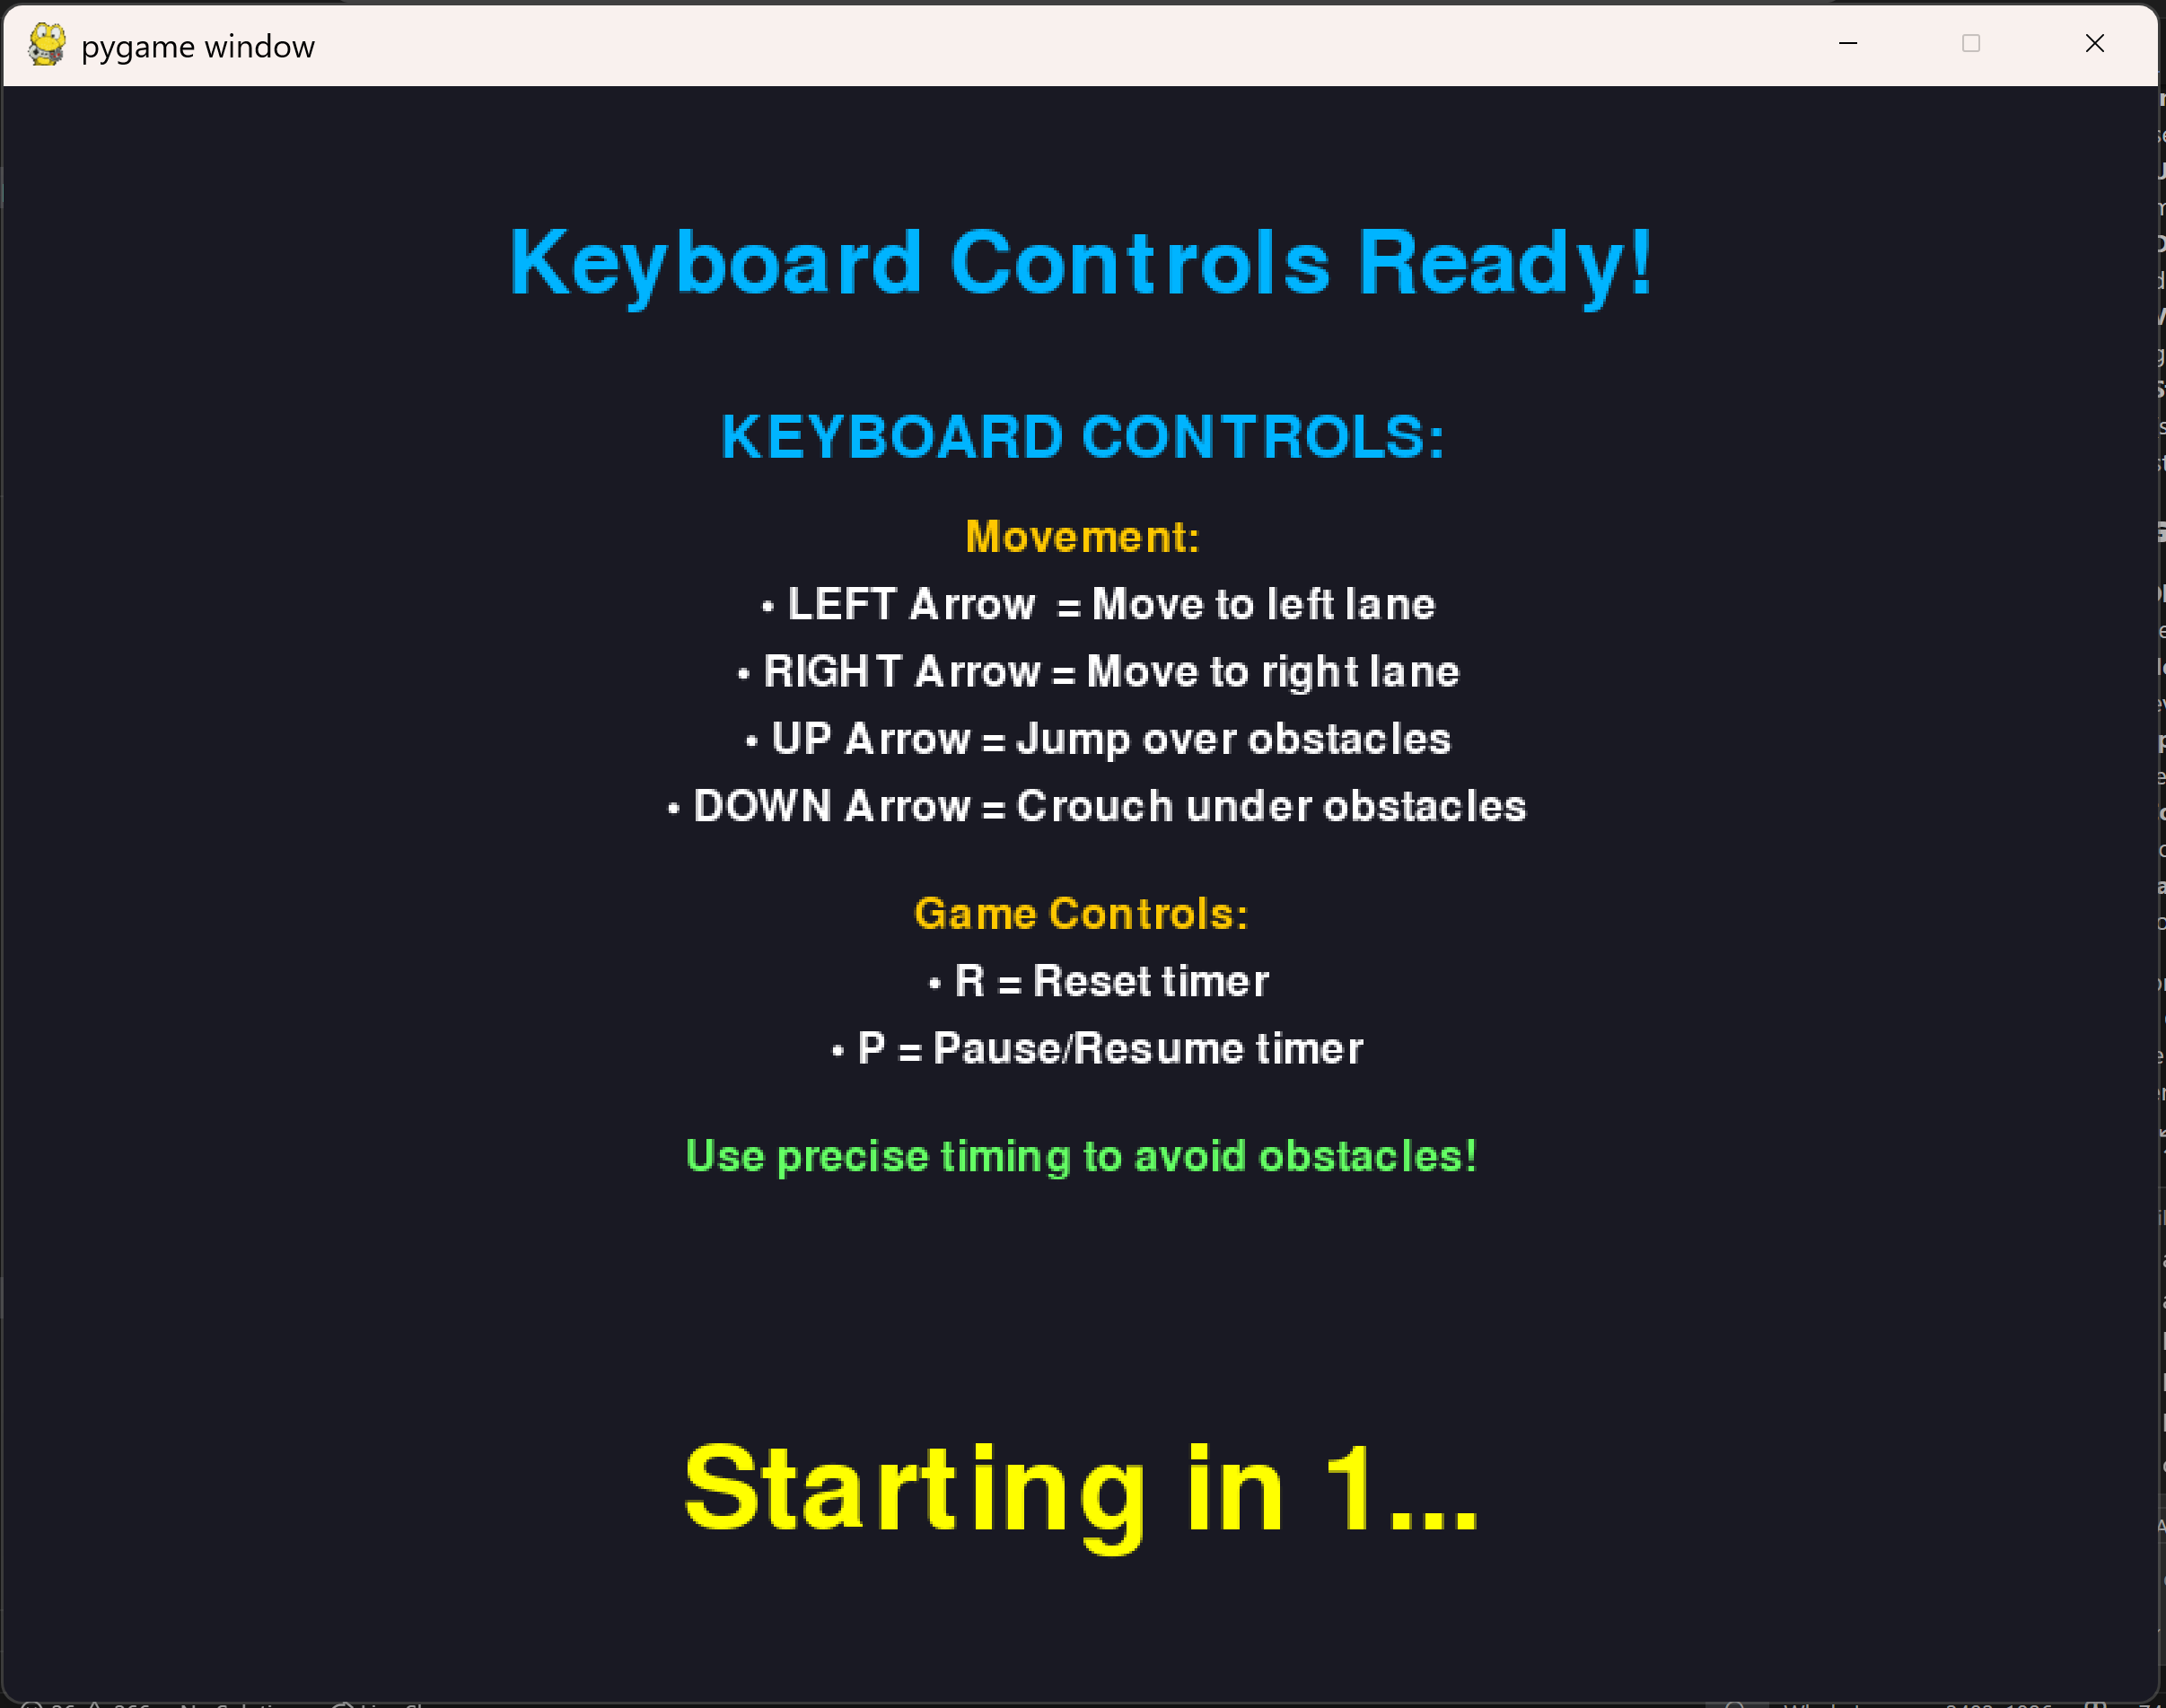 pygame window
Keyboard Controls Ready!
KEYBOARD CONTROLS:
Movement:
• LEFT Arrow = Move to left lane
• RIGHT Arrow = Move to right lane
• UP Arrow = Jump over obstacles
• DOWN Arrow = Crouch under obstacles
Game Controls:
• R = Reset timer
• P = Pause/Resume timer
Use precise timing to avoid obstacles!
Starting in 1...